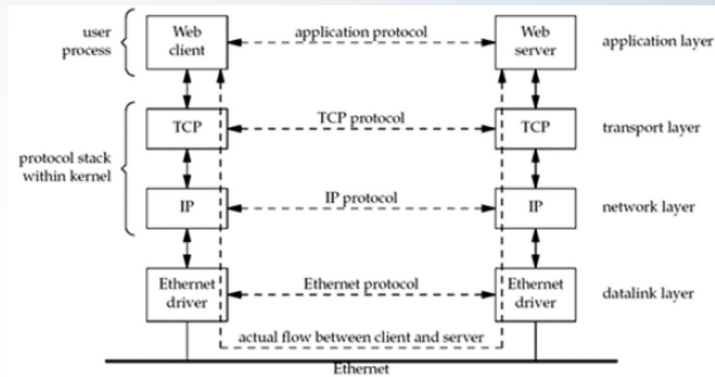 user
process
Web
client
application protocol
Web
server
application layer
protocol stack
within kernel
TCP
TCP protocol
TCP
transport layer
IP
IP protocol
IP
network layer
Ethernet
driver
Ethernet protocol
Ethernet
driver
datalink layer
actual flow between client and server
Ethernet